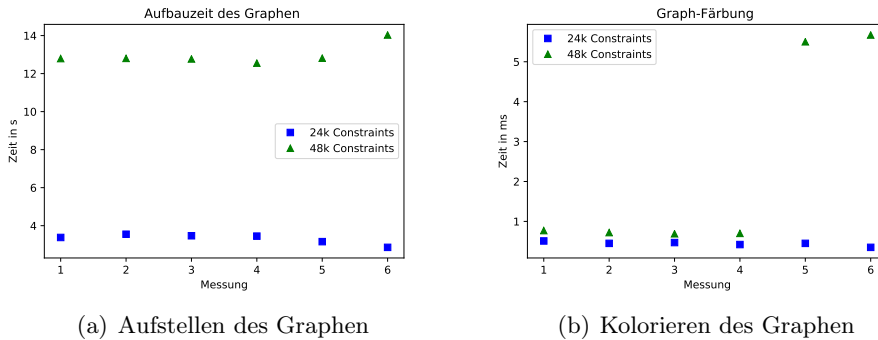 Aufbauzeit des Graphen
Zeit in s
14
12
10
8
6
4
24k Constraints
48k Constraints
1 2 3 4 5 6
Messung
(a) Aufstellen des Graphen
Graph-Färbung
Zeit in ms
5
4
3
2
1
24k Constraints
48k Constraints
1 2 3 4 5 6
Messung
(b) Kolorieren des Graphen